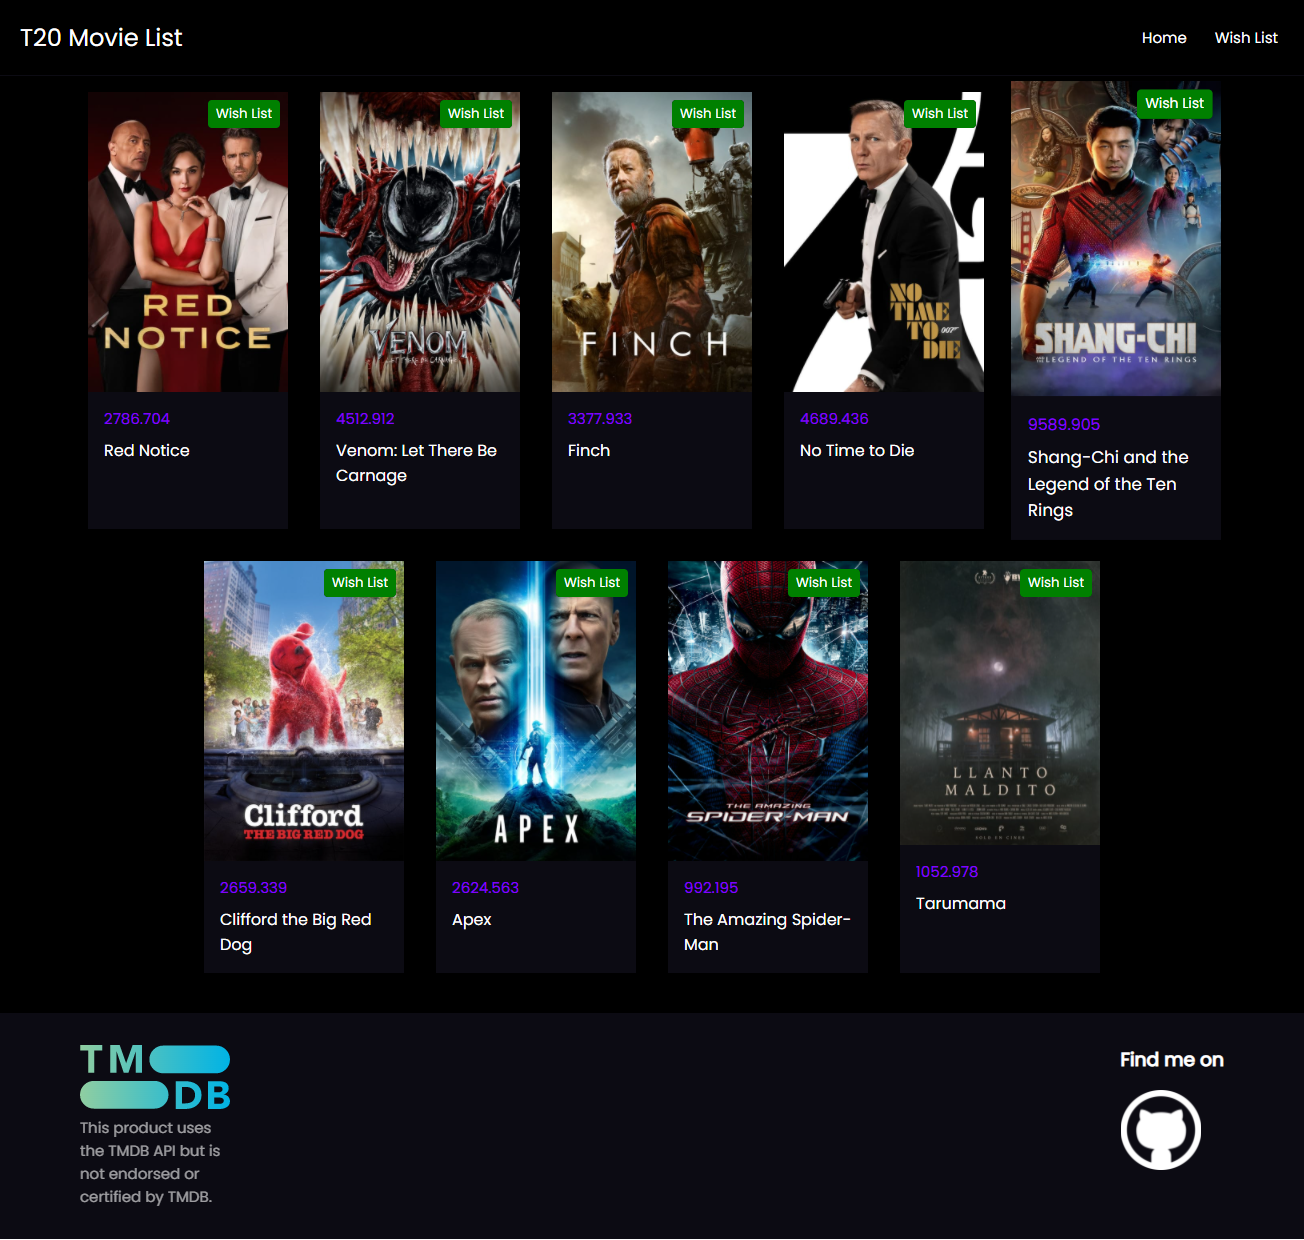 T20 Movie List
Home
Wish List
Wish List
RED
NOTICE
2786.704
Red Notice
Wish List
VENOM
LET THERE BE CARNAGE
4512.912
Venom: Let There Be
Carnage
Wish List
FINCH
3377.933
Finch
Wish List
NO
TIME
TO 007
DIE
4689.436
No Time to Die
Wish List
SHANG-CHI
AND THE LEGEND OF THE TEN RINGS
9589.905
Shang-Chi and the
Legend of the Ten
Rings
Wish List
Clifford
THE BIG RED DOG
2659.339
Clifford the Big Red
Dog
Wish List
APEX
2624.563
Apex
Wish List
THE AMAZING
SPIDER-MAN
992.195
The Amazing Spider-
Man
Wish List
LLANTO
MALDITO
SOLO EN CINES
1052.978
Tarumama
TM
DB
This product uses
the TMDB API but is
not endorsed or
certified by TMDB.
Find me on